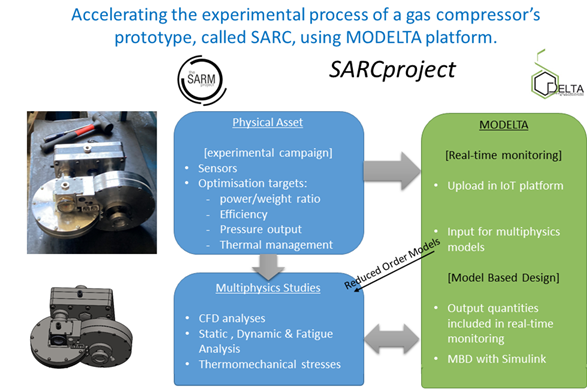 Accelerating the experimental process of a gas compressor's
prototype, called SARC, using MODELTA platform.
THE
SARM
SARCproject
DELTA
Physical Asset
[experimental campaign]
• Sensors
• Optimisation targets:
- power/weight ratio
- Efficiency
- Pressure output
- Thermal management
MODELTA
[Real-time monitoring]
• Upload in IoT platform
• Input for multiphysics
models
[Model Based Design]
• Output quantities
included in real-time
monitoring
• MBD with Simulink
Reduced Order Models
Multiphysics Studies
• CFD analyses
• Static , Dynamic & Fatigue
Analysis
• Thermomechanical stresses